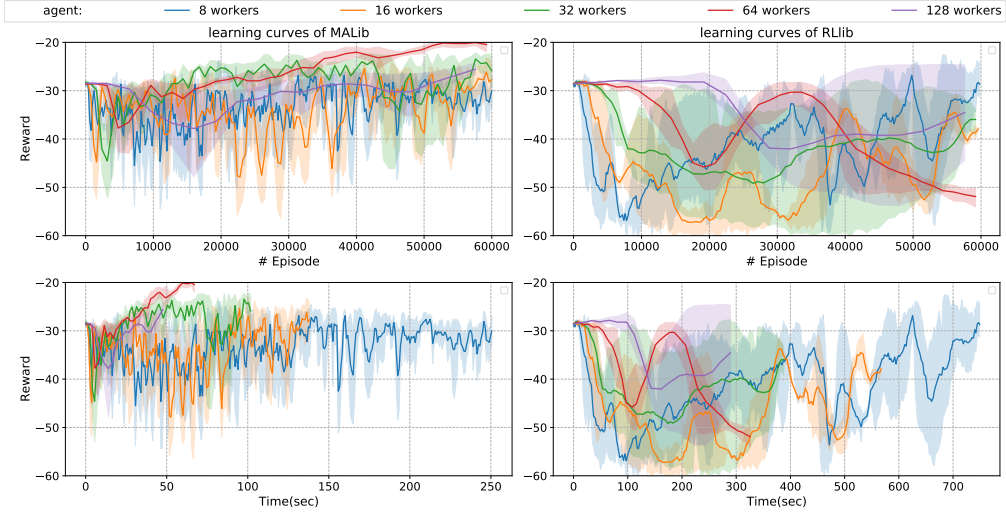 agent: 8 workers 16 workers 32 workers 64 workers 128 workers
learning curves of MALib
learning curves of RLlib
−20
−30
−40
−50
−60
Reward
0 10000 20000 30000 40000 50000 60000
# Episode
−20
−30
−40
−50
−60
0 10000 20000 30000 40000 50000 60000
# Episode
−20
−30
−40
−50
−60
Reward
0 50 100 150 200 250
Time(sec)
−20
−30
−40
−50
−60
0 100 200 300 400 500 600 700
Time(sec)